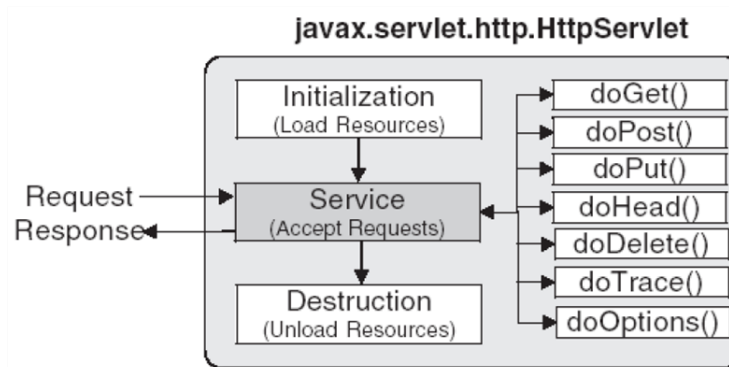 javax.servlet.http.HttpServlet
Initialization
(Load Resources)
Request
Response
Service
(Accept Requests)
Destruction
(Unload Resources)
doGet()
doPost()
doPut()
doHead()
doDelete()
doTrace()
doOptions()